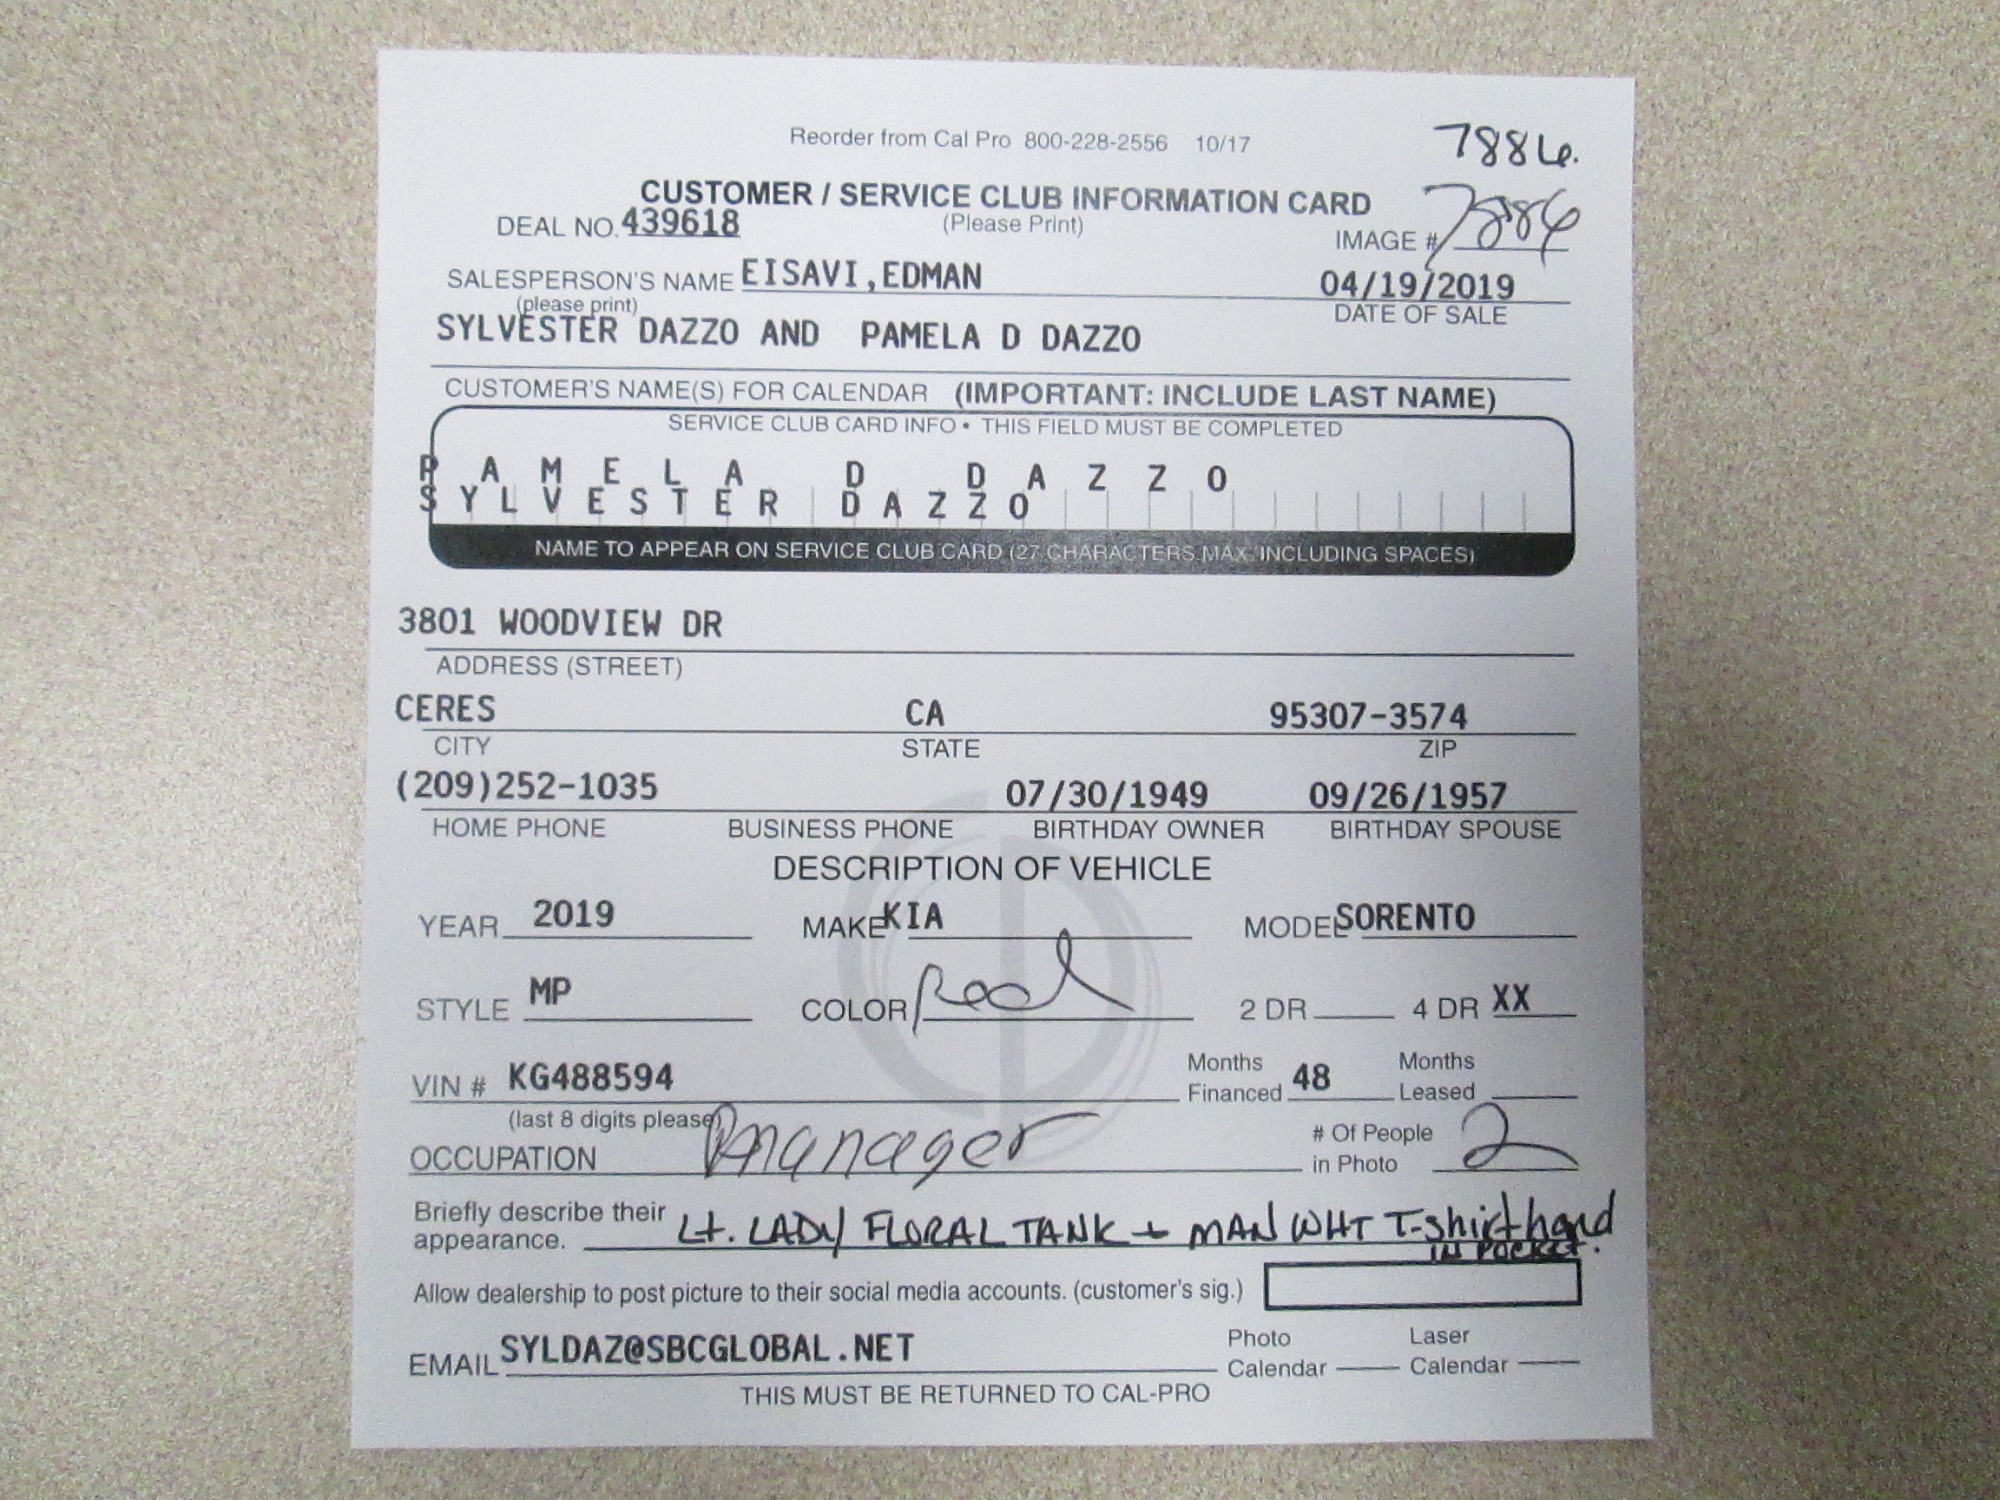 Reorder from Cal Pro 800-228-2556 10/17
7886.
CUSTOMER / SERVICE CLUB INFORMATION CARD
DEAL NO. 439618 (Please Print) IMAGE # 7886
SALESPERSON'S NAME EISAVI,EDMAN 04/19/2019
(please print) DATE OF SALE
SYLVESTER DAZZO AND PAMELA D DAZZO
CUSTOMER'S NAME(S) FOR CALENDAR (IMPORTANT: INCLUDE LAST NAME)
SERVICE CLUB CARD INFO • THIS FIELD MUST BE COMPLETED
PAMELA D DAZZO
SYLVESTER DAZZO
NAME TO APPEAR ON SERVICE CLUB CARD (27 CHARACTERS MAX. INCLUDING SPACES)
3801 WOODVIEW DR
ADDRESS (STREET)
CERES CA 95307-3574
CITY STATE ZIP
(209)252-1035 07/30/1949 09/26/1957
HOME PHONE BUSINESS PHONE BIRTHDAY OWNER BIRTHDAY SPOUSE
DESCRIPTION OF VEHICLE
YEAR 2019 MAKE KIA MODEL SORENTO
STYLE MP COLOR Red 2 DR 4 DR XX
VIN # KG488594 Months Financed 48 Months Leased
(last 8 digits please)
OCCUPATION Manager # Of People in Photo 2
Briefly describe their appearance. Lt. LADY FLORAL TANK + MAN WHT T-shirt hand
IN POCKET.
Allow dealership to post picture to their social media accounts. (customer's sig.)
EMAIL SYLDAZ@SBCGLOBAL.NET Photo Calendar Laser Calendar
THIS MUST BE RETURNED TO CAL-PRO